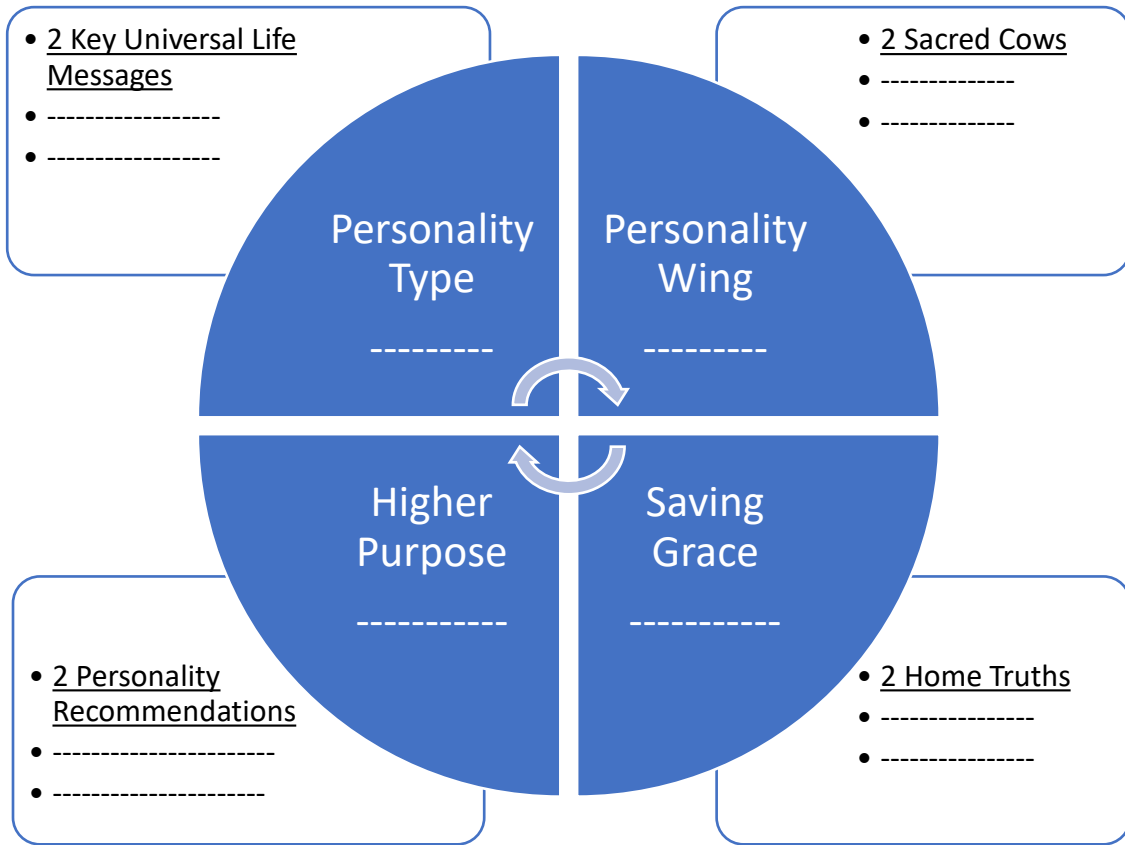 • 2 Key Universal Life
Messages
• ------------------
• ------------------
• 2 Sacred Cows
• --------------
• --------------
Personality
Type
---------
Personality
Wing
---------
Higher
Purpose
-----------
Saving
Grace
-----------
• 2 Personality
Recommendations
• -----------------------
• ----------------------
• 2 Home Truths
• ----------------
• ----------------